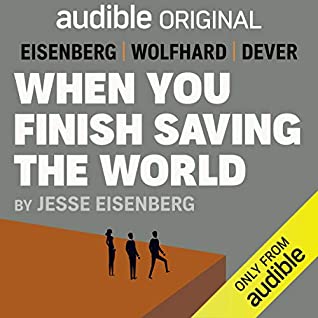 audible ORIGINAL
EISENBERG | WOLFHARD | DEVER
WHEN YOU
FINISH SAVING
THE WORLD
BY JESSE EISENBERG
ONLY FROM
audible